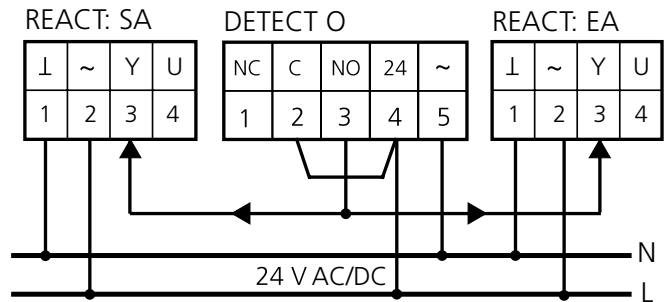 REACT: SA
DETECT O
REACT: EA
⊥ ~ Y U
NC C NO 24 ~
⊥ ~ Y U
1 2 3 4
1 2 3 4 5
1 2 3 4
N
24 V AC/DC
L